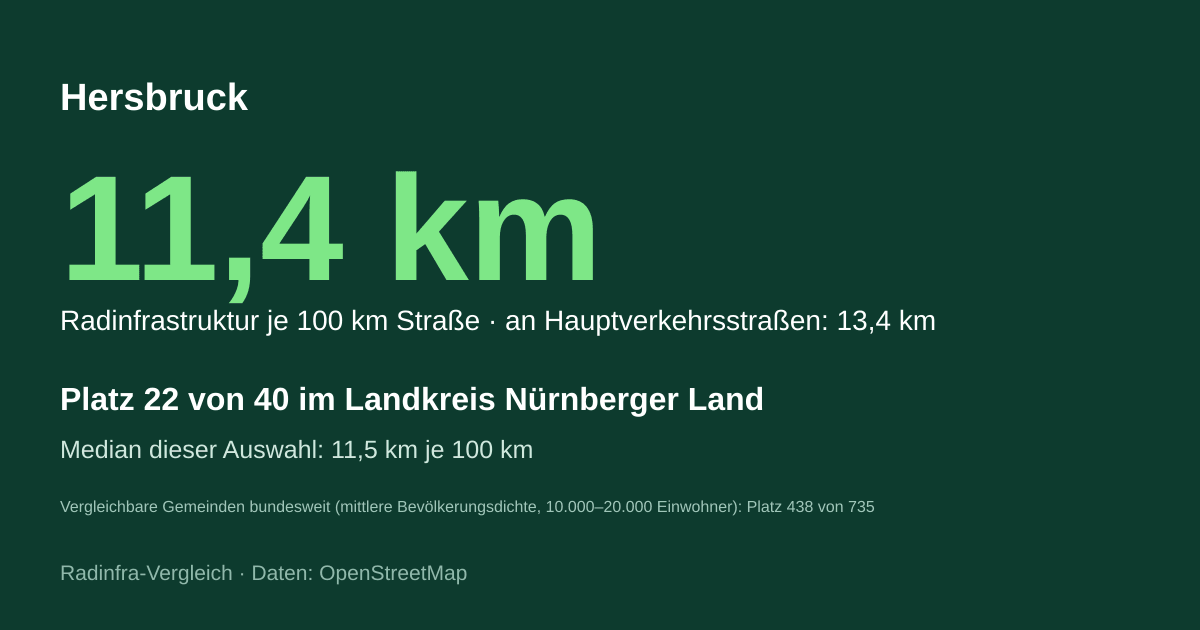 Hersbruck
11,4 km
Radinfrastruktur je 100 km Straße · an Hauptverkehrsstraßen: 13,4 km
Platz 22 von 40 im Landkreis Nürnberger Land
Median dieser Auswahl: 11,5 km je 100 km
Vergleichbare Gemeinden bundesweit (mittlere Bevölkerungsdichte, 10.000–20.000 Einwohner): Platz 438 von 735
Radinfra-Vergleich · Daten: OpenStreetMap